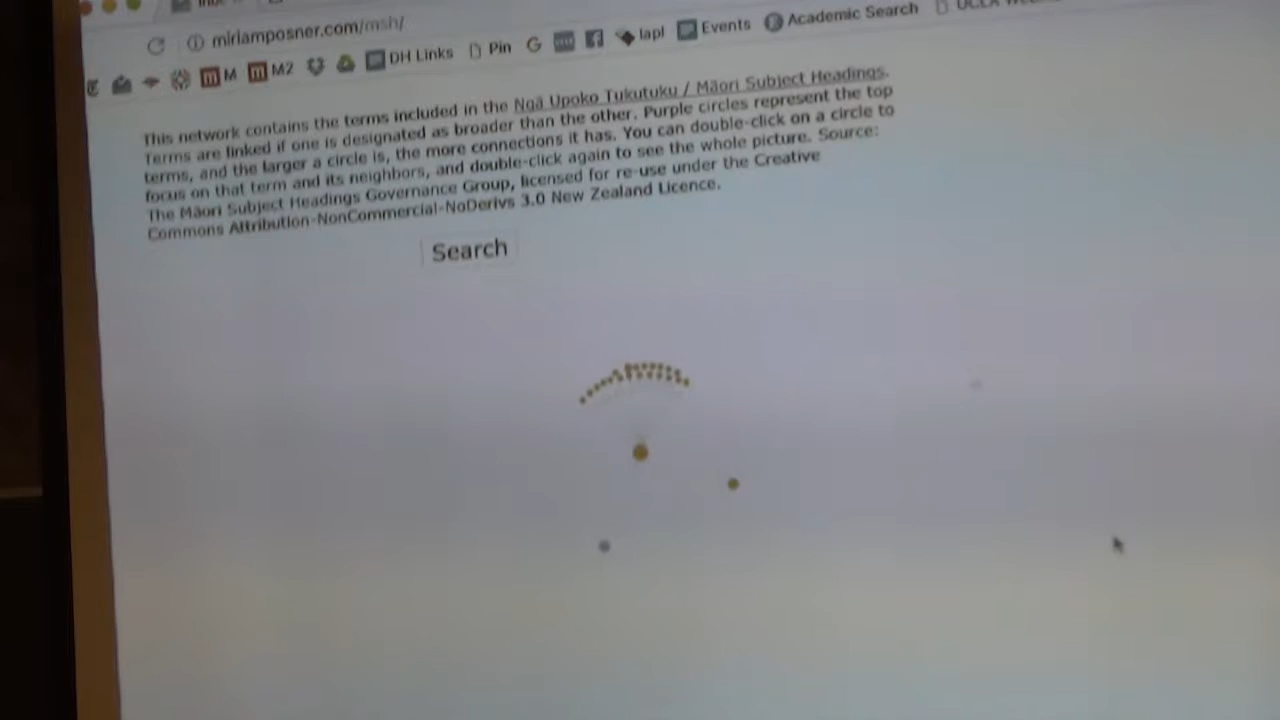 miriamposner.com/msh/
M M2 DH Links Pin G lapl Events Academic Search UCLA
This network contains the terms included in the Ngā Upoko Tukutuku / Māori Subject Headings.
Terms are linked if one is designated as broader than the other. Purple circles represent the top
terms, and the larger a circle is, the more connections it has. You can double-click on a circle to
focus on that term and its neighbors, and double-click again to see the whole picture. Source:
The Māori Subject Headings Governance Group, licensed for re-use under the Creative
Commons Attribution-NonCommercial-NoDerivs 3.0 New Zealand Licence.
Search